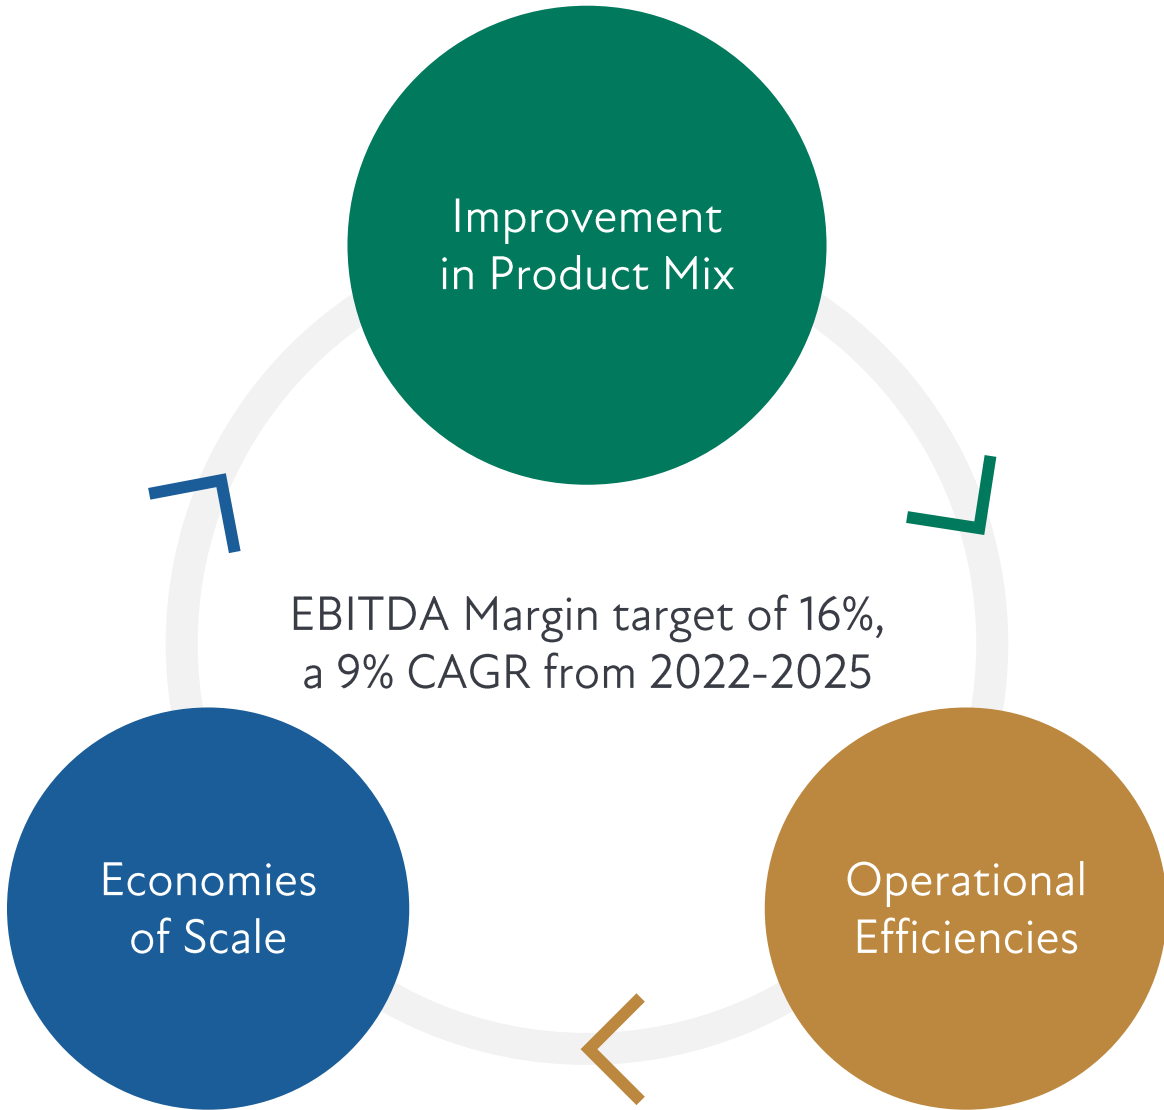 Improvement
in Product Mix
EBITDA Margin target of 16%,
a 9% CAGR from 2022-2025
Economies
of Scale
Operational
Efficiencies